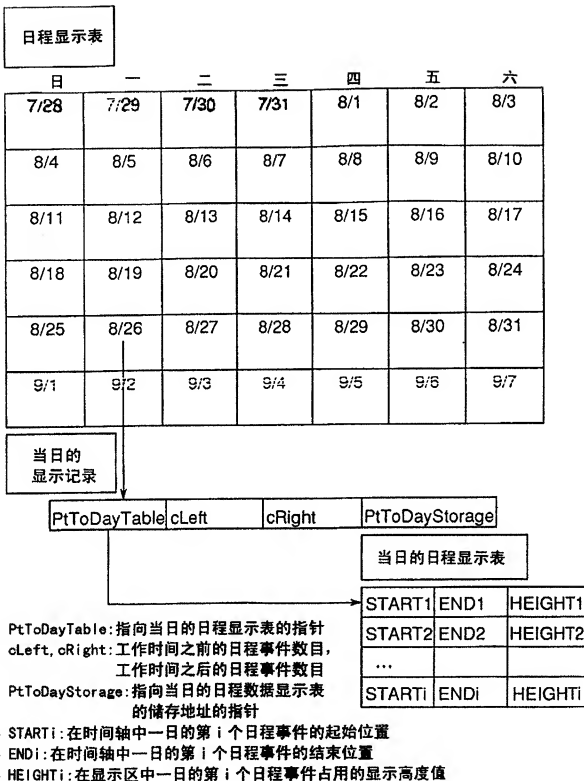 日程显示表
日 一 二 三 四 五 六
7/28 7/29 7/30 7/31 8/1 8/2 8/3
8/4 8/5 8/6 8/7 8/8 8/9 8/10
8/11 8/12 8/13 8/14 8/15 8/16 8/17
8/18 8/19 8/20 8/21 8/22 8/23 8/24
8/25 8/26 8/27 8/28 8/29 8/30 8/31
9/1 9/2 9/3 9/4 9/5 9/6 9/7
当日的
显示记录
PtToDayTable cLeft cRight PtToDayStorage
当日的日程显示表
START1 END1 HEIGHT1
START2 END2 HEIGHT2
...
STARTi ENDi HEIGHTi
PtToDayTable:指向当日的日程显示表的指针
cLeft,cRight:工作时间之前的日程事件数目,
工作时间之后的日程事件数目
PtToDayStorage:指向当日的日程数据显示表
的储存地址的指针
STARTi:在时间轴中一日的第i个日程事件的起始位置
ENDi:在时间轴中一日的第i个日程事件的结束位置
HEIGHTi:在显示区中一日的第i个日程事件占用的显示高度值